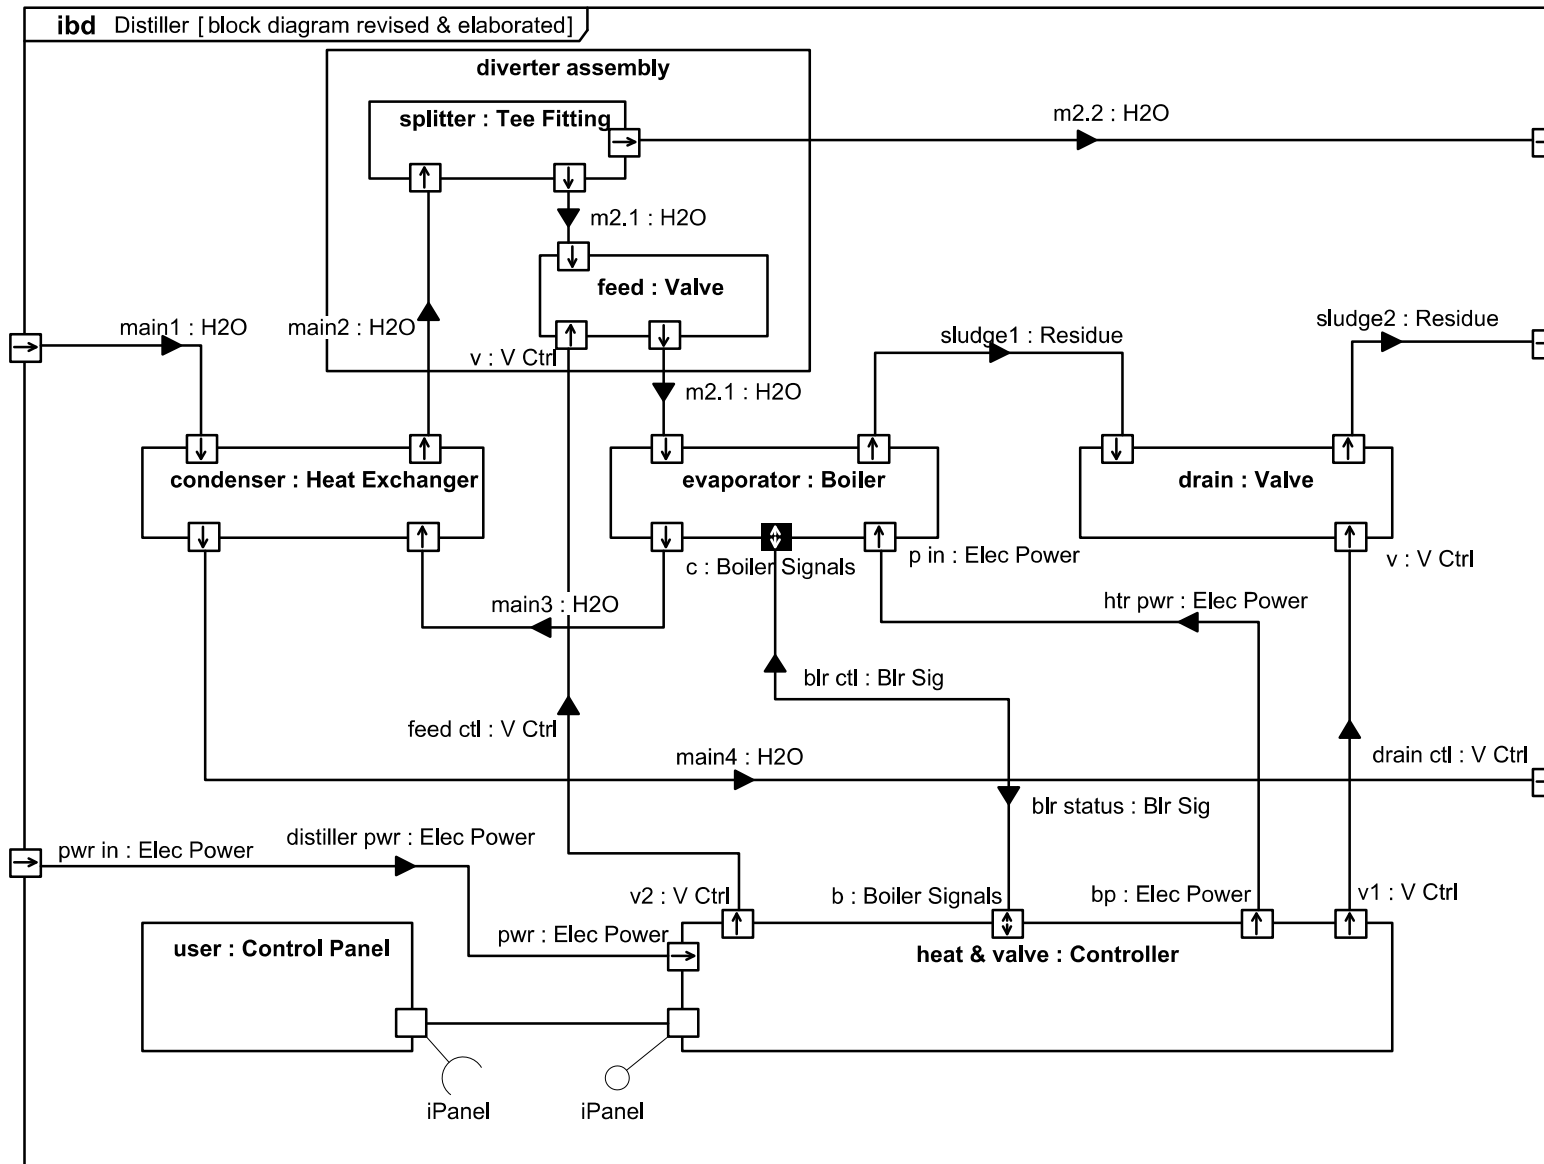 ibd Distiller [ block diagram revised & elaborated]
diverter assembly
splitter : Tee Fitting
m2.2 : H2O
m2.1 : H2O
feed : Valve
main1 : H2O
main2 : H2O
v : V Ctrl
sludge1 : Residue
sludge2 : Residue
m2.1 : H2O
condenser : Heat Exchanger
evaporator : Boiler
drain : Valve
c : Boiler Signals
p in : Elec Power
v : V Ctrl
main3 : H2O
htr pwr : Elec Power
blr ctl : Blr Sig
feed ctl : V Ctrl
main4 : H2O
drain ctl : V Ctrl
blr status : Blr Sig
pwr in : Elec Power
distiller pwr : Elec Power
v2 : V Ctrl
b : Boiler Signals
bp : Elec Power
v1 : V Ctrl
user : Control Panel
pwr : Elec Power
heat & valve : Controller
iPanel
iPanel